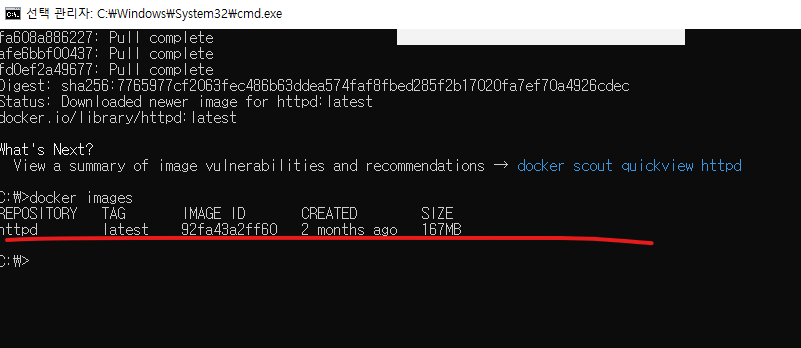 선택 관리자: C:\Windows\System32\cmd.exe
fa608a886227: Pull complete
afe6bbf00437: Pull complete
fd0ef2a49677: Pull complete
Digest: sha256:7765977cf2063fec486b63ddea574faf8fbed285f2b17020fa7ef70a4926cdec
Status: Downloaded newer image for httpd:latest
docker.io/library/httpd:latest
What's Next?
View a summary of image vulnerabilities and recommendations → docker scout quickview httpd
C:\>docker images
REPOSITORY TAG IMAGE ID CREATED SIZE
httpd latest 92fa43a2ff60 2 months ago 167MB
C:\>